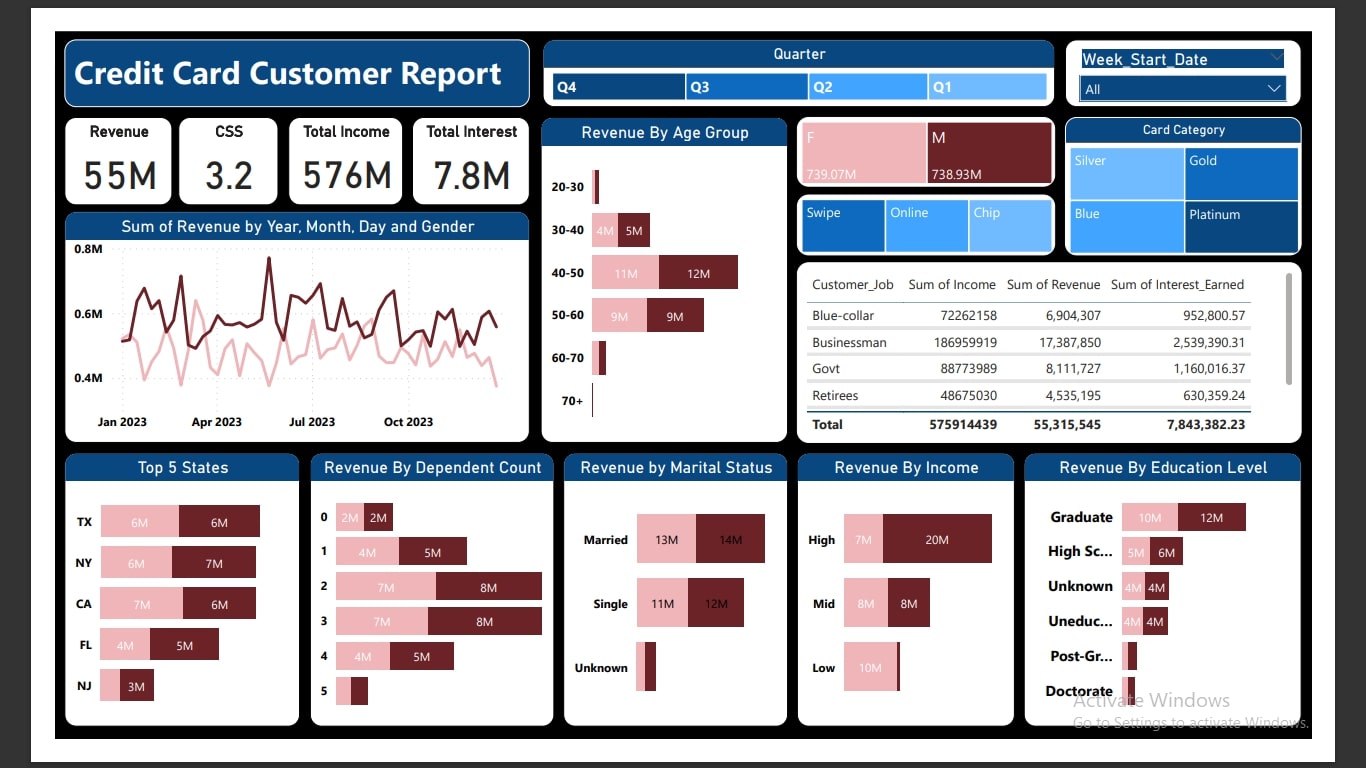 Credit Card Customer Report
Quarter
Q4 Q3 Q2 Q1
Week_Start_Date
All
Revenue
55M
CSS
3.2
Total Income
576M
Total Interest
7.8M
Sum of Revenue by Year, Month, Day and Gender
0.8M
0.6M
0.4M
Jan 2023 Apr 2023 Jul 2023 Oct 2023
Revenue By Age Group
20-30
30-40 4M 5M
40-50 11M 12M
50-60 9M 9M
60-70
70+
F M
739.07M 738.93M
Swipe Online Chip
Card Category
Silver Gold
Blue Platinum
Customer_Job Sum of Income Sum of Revenue Sum of Interest_Earned
Blue-collar 72262158 6,904,307 952,800.57
Businessman 186959919 17,387,850 2,539,390.31
Govt 88773989 8,111,727 1,160,016.37
Retirees 48675030 4,535,195 630,359.24
Total 575914439 55,315,545 7,843,382.23
Top 5 States
TX 6M 6M
NY 6M 7M
CA 7M 6M
FL 4M 5M
NJ 3M
Revenue By Dependent Count
0 2M 2M
1 4M 5M
2 7M 8M
3 7M 8M
4 4M 5M
5
Revenue by Marital Status
Married 13M 14M
Single 11M 12M
Unknown
Revenue By Income
High 7M 20M
Mid 8M 8M
Low 10M
Revenue By Education Level
Graduate 10M 12M
High Sc... 5M 6M
Unknown 4M 4M
Uneduc... 4M 4M
Post-Gr...
Doctorate
Activate Windows
Go to Settings to activate Windows.